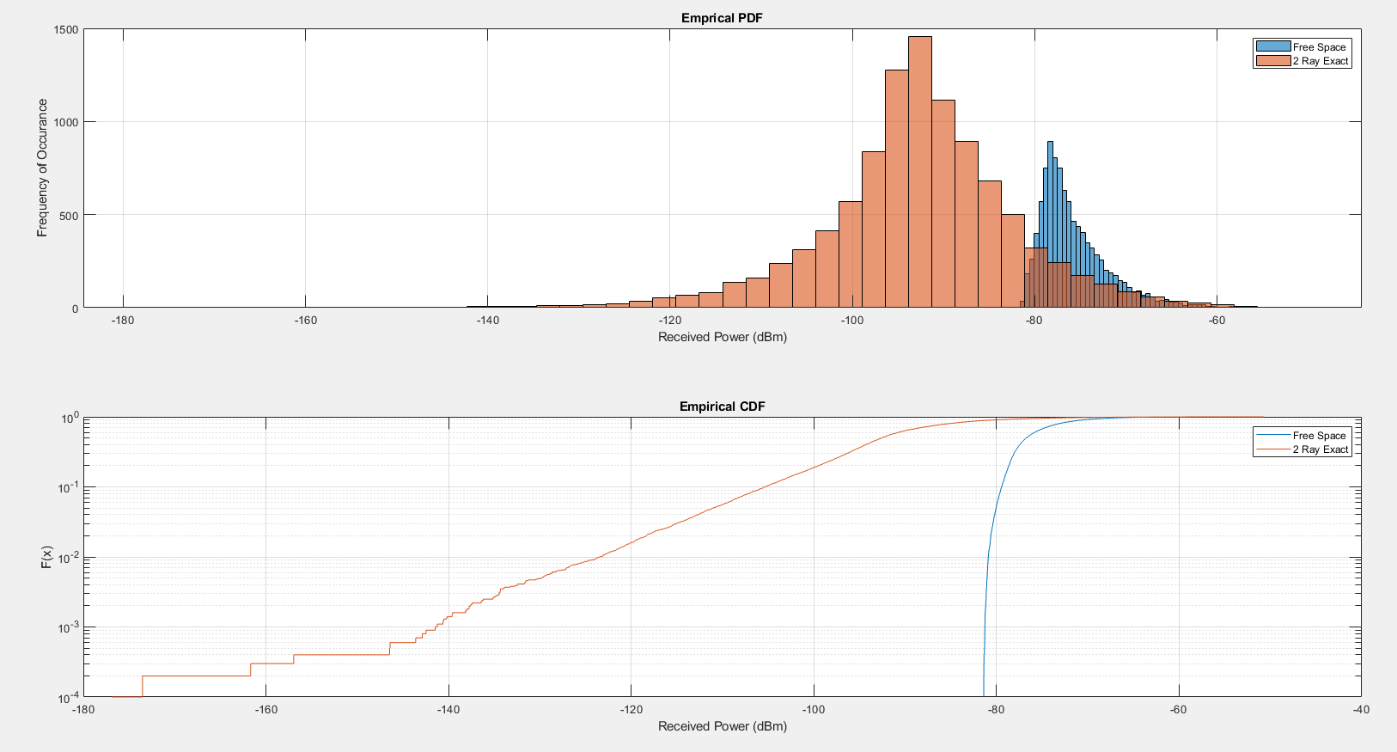 Emprical PDF
1500
1000
500
0
Frequency of Occurance
Free Space
2 Ray Exact
-180 -160 -140 -120 -100 -80 -60
Received Power (dBm)
Empirical CDF
10^0
10^-1
10^-2
10^-3
10^-4
F(x)
Free Space
2 Ray Exact
-180 -160 -140 -120 -100 -80 -60 -40
Received Power (dBm)